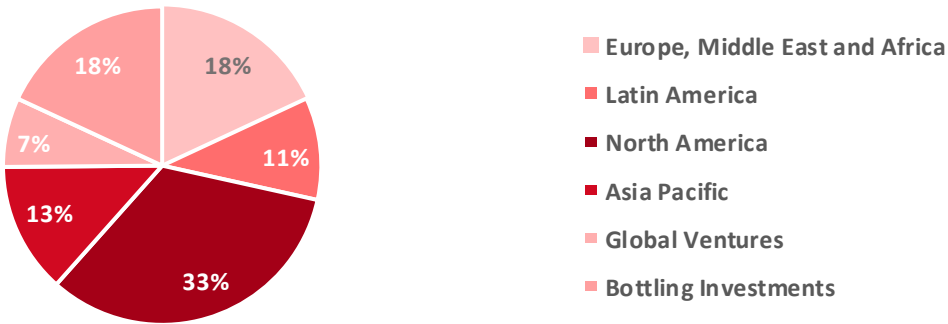 18%
18%
11%
7%
13%
33%
Europe, Middle East and Africa
Latin America
North America
Asia Pacific
Global Ventures
Bottling Investments